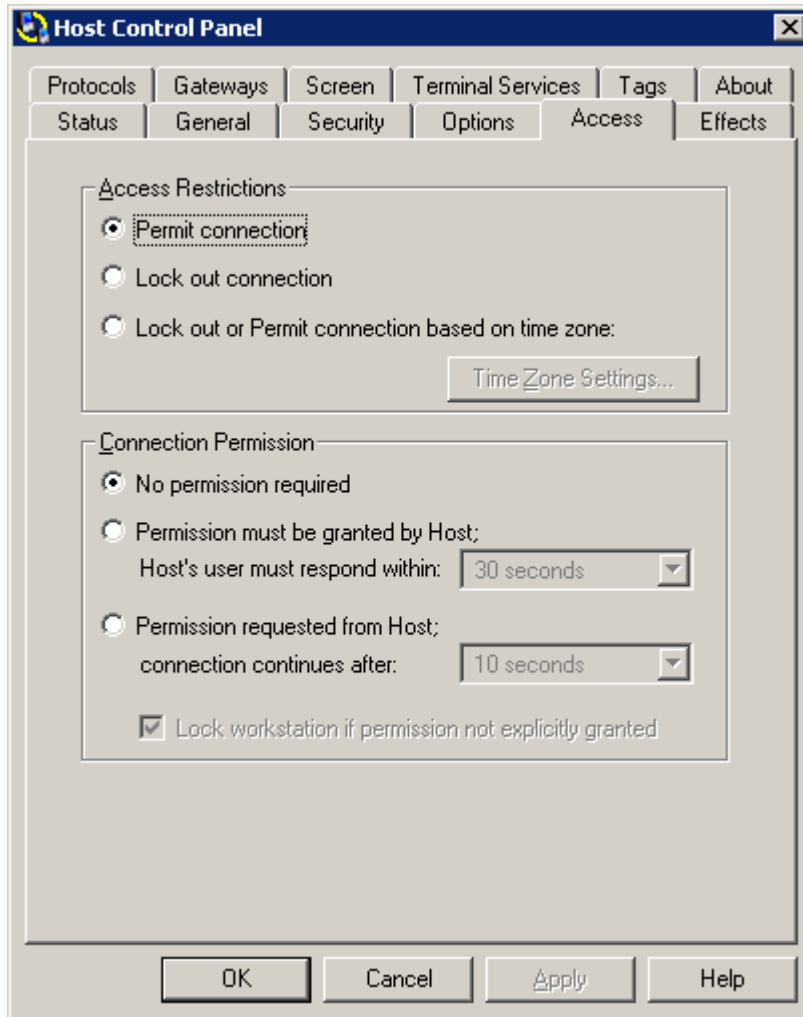 Host Control Panel
Protocols Gateways Screen Terminal Services Tags About
Status General Security Options Access Effects
Access Restrictions
Permit connection
Lock out connection
Lock out or Permit connection based on time zone:
Time Zone Settings...
Connection Permission
No permission required
Permission must be granted by Host;
Host's user must respond within: 30 seconds
Permission requested from Host;
connection continues after: 10 seconds
Lock workstation if permission not explicitly granted
OK Cancel Apply Help